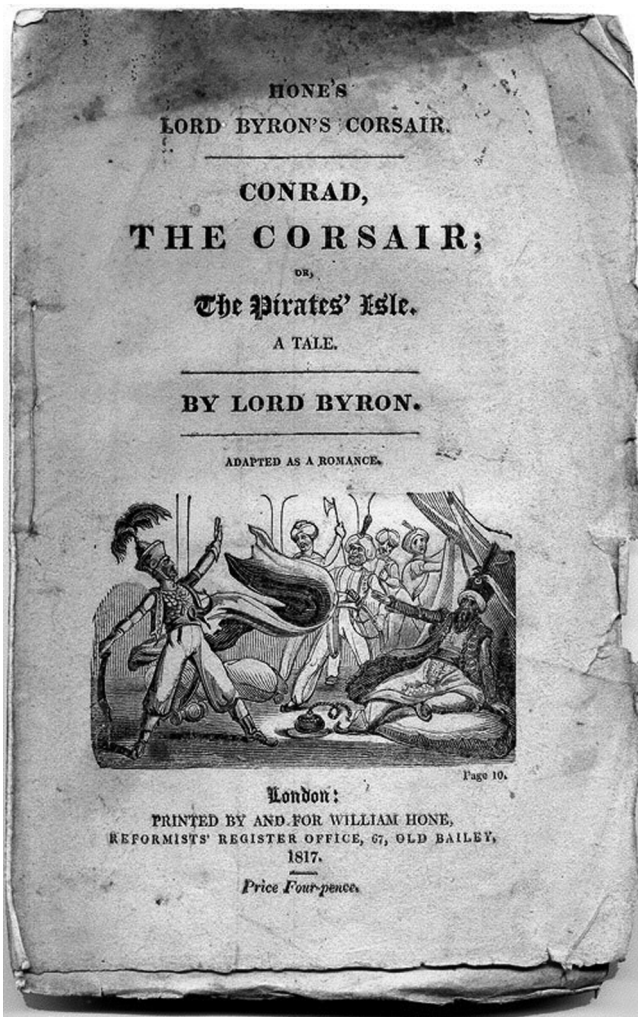 HONE'S
LORD BYRON'S CORSAIR.
CONRAD,
THE CORSAIR;
OR,
The Pirates' Isle.
A TALE.
BY LORD BYRON.
ADAPTED AS A ROMANCE.
Page 10.
London:
PRINTED BY AND FOR WILLIAM HONE,
REFORMISTS' REGISTER OFFICE, 67, OLD BAILEY,
1817.
Price Four-pence.